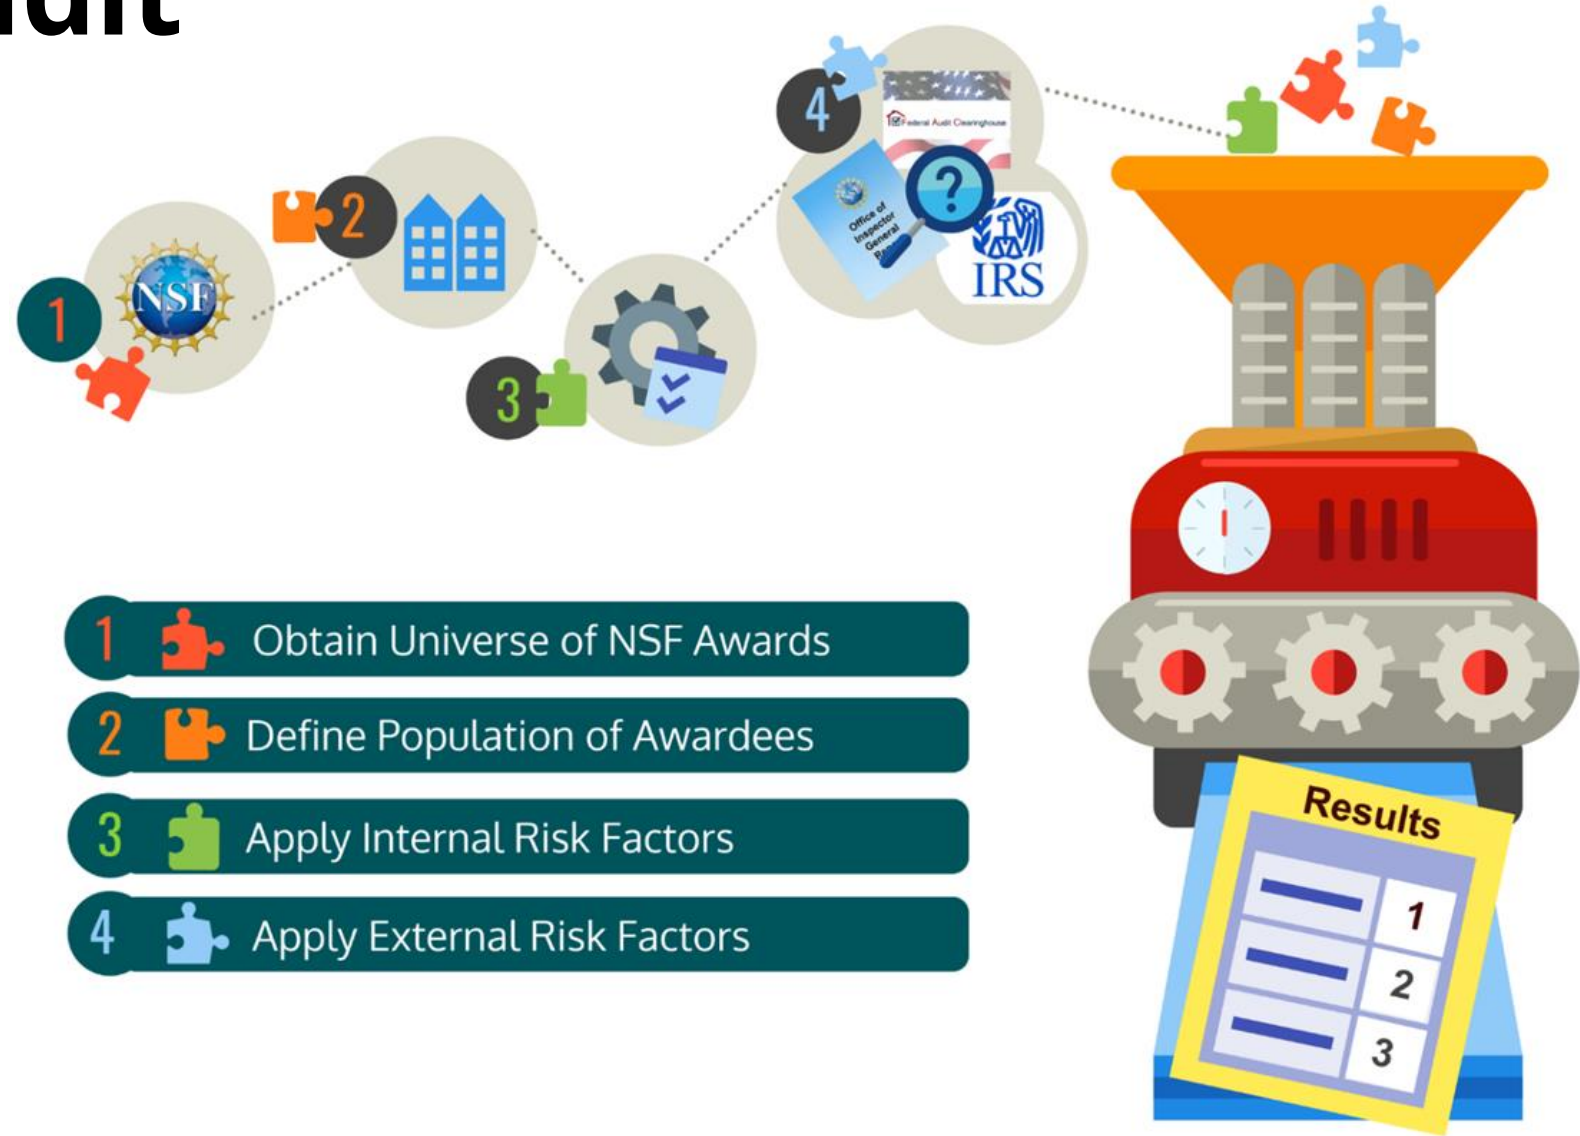 1
NSF
2
3
4
Federal Audit Clearinghouse
Office of
Inspector
General
IRS
?
1 Obtain Universe of NSF Awards
2 Define Population of Awardees
3 Apply Internal Risk Factors
4 Apply External Risk Factors
Results
1
2
3